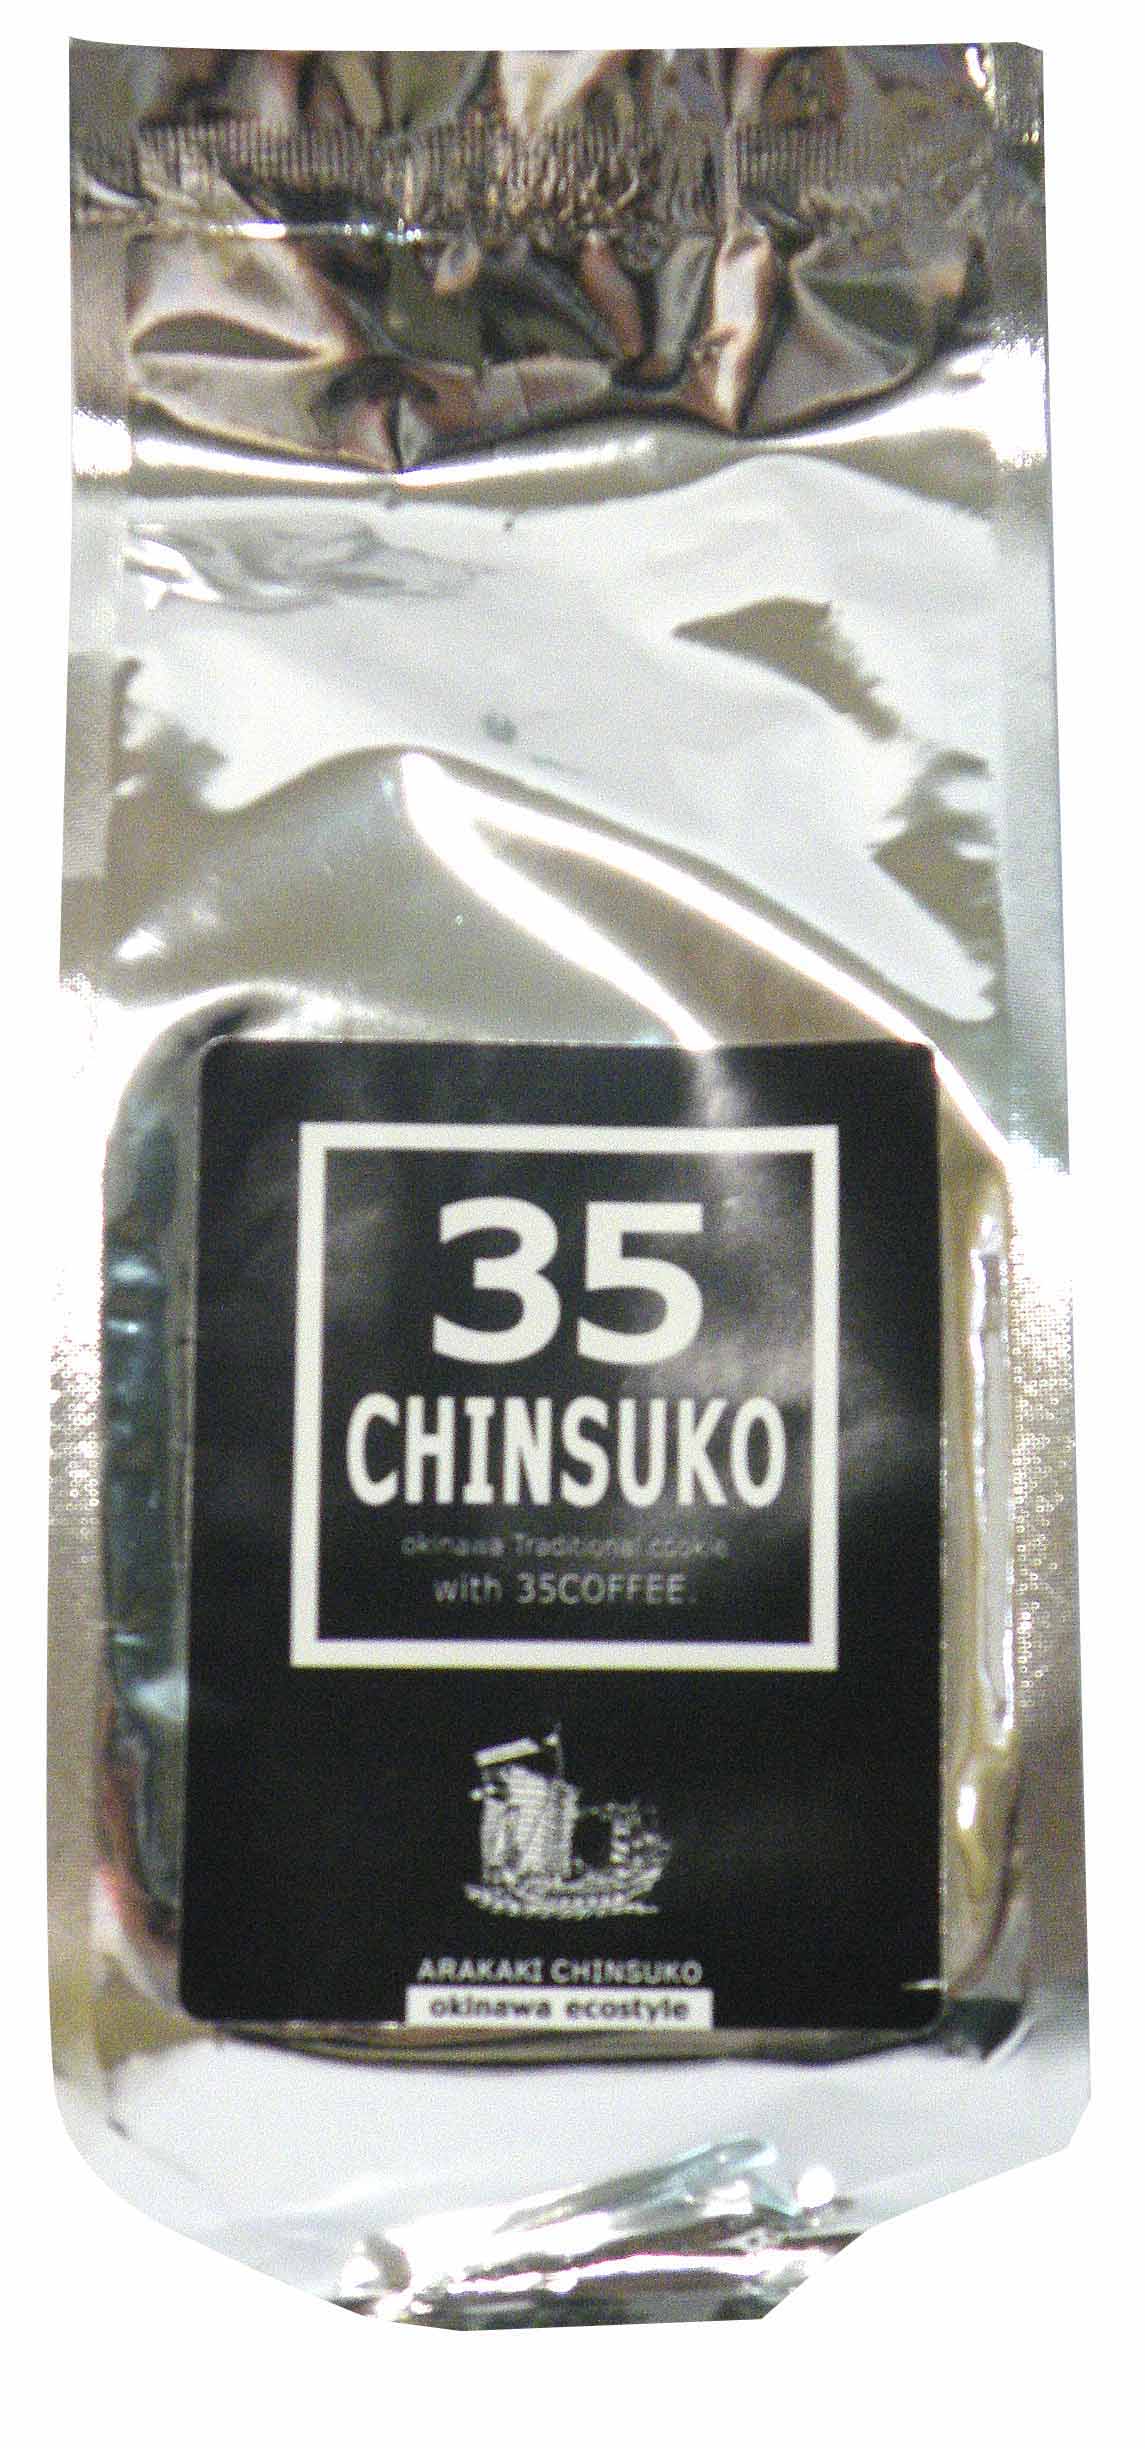 35
CHINSUKO
okinawa Traditional cookie
with 35COFFEE.
ARAKAKI CHINSUKO
okinawa ecostyle